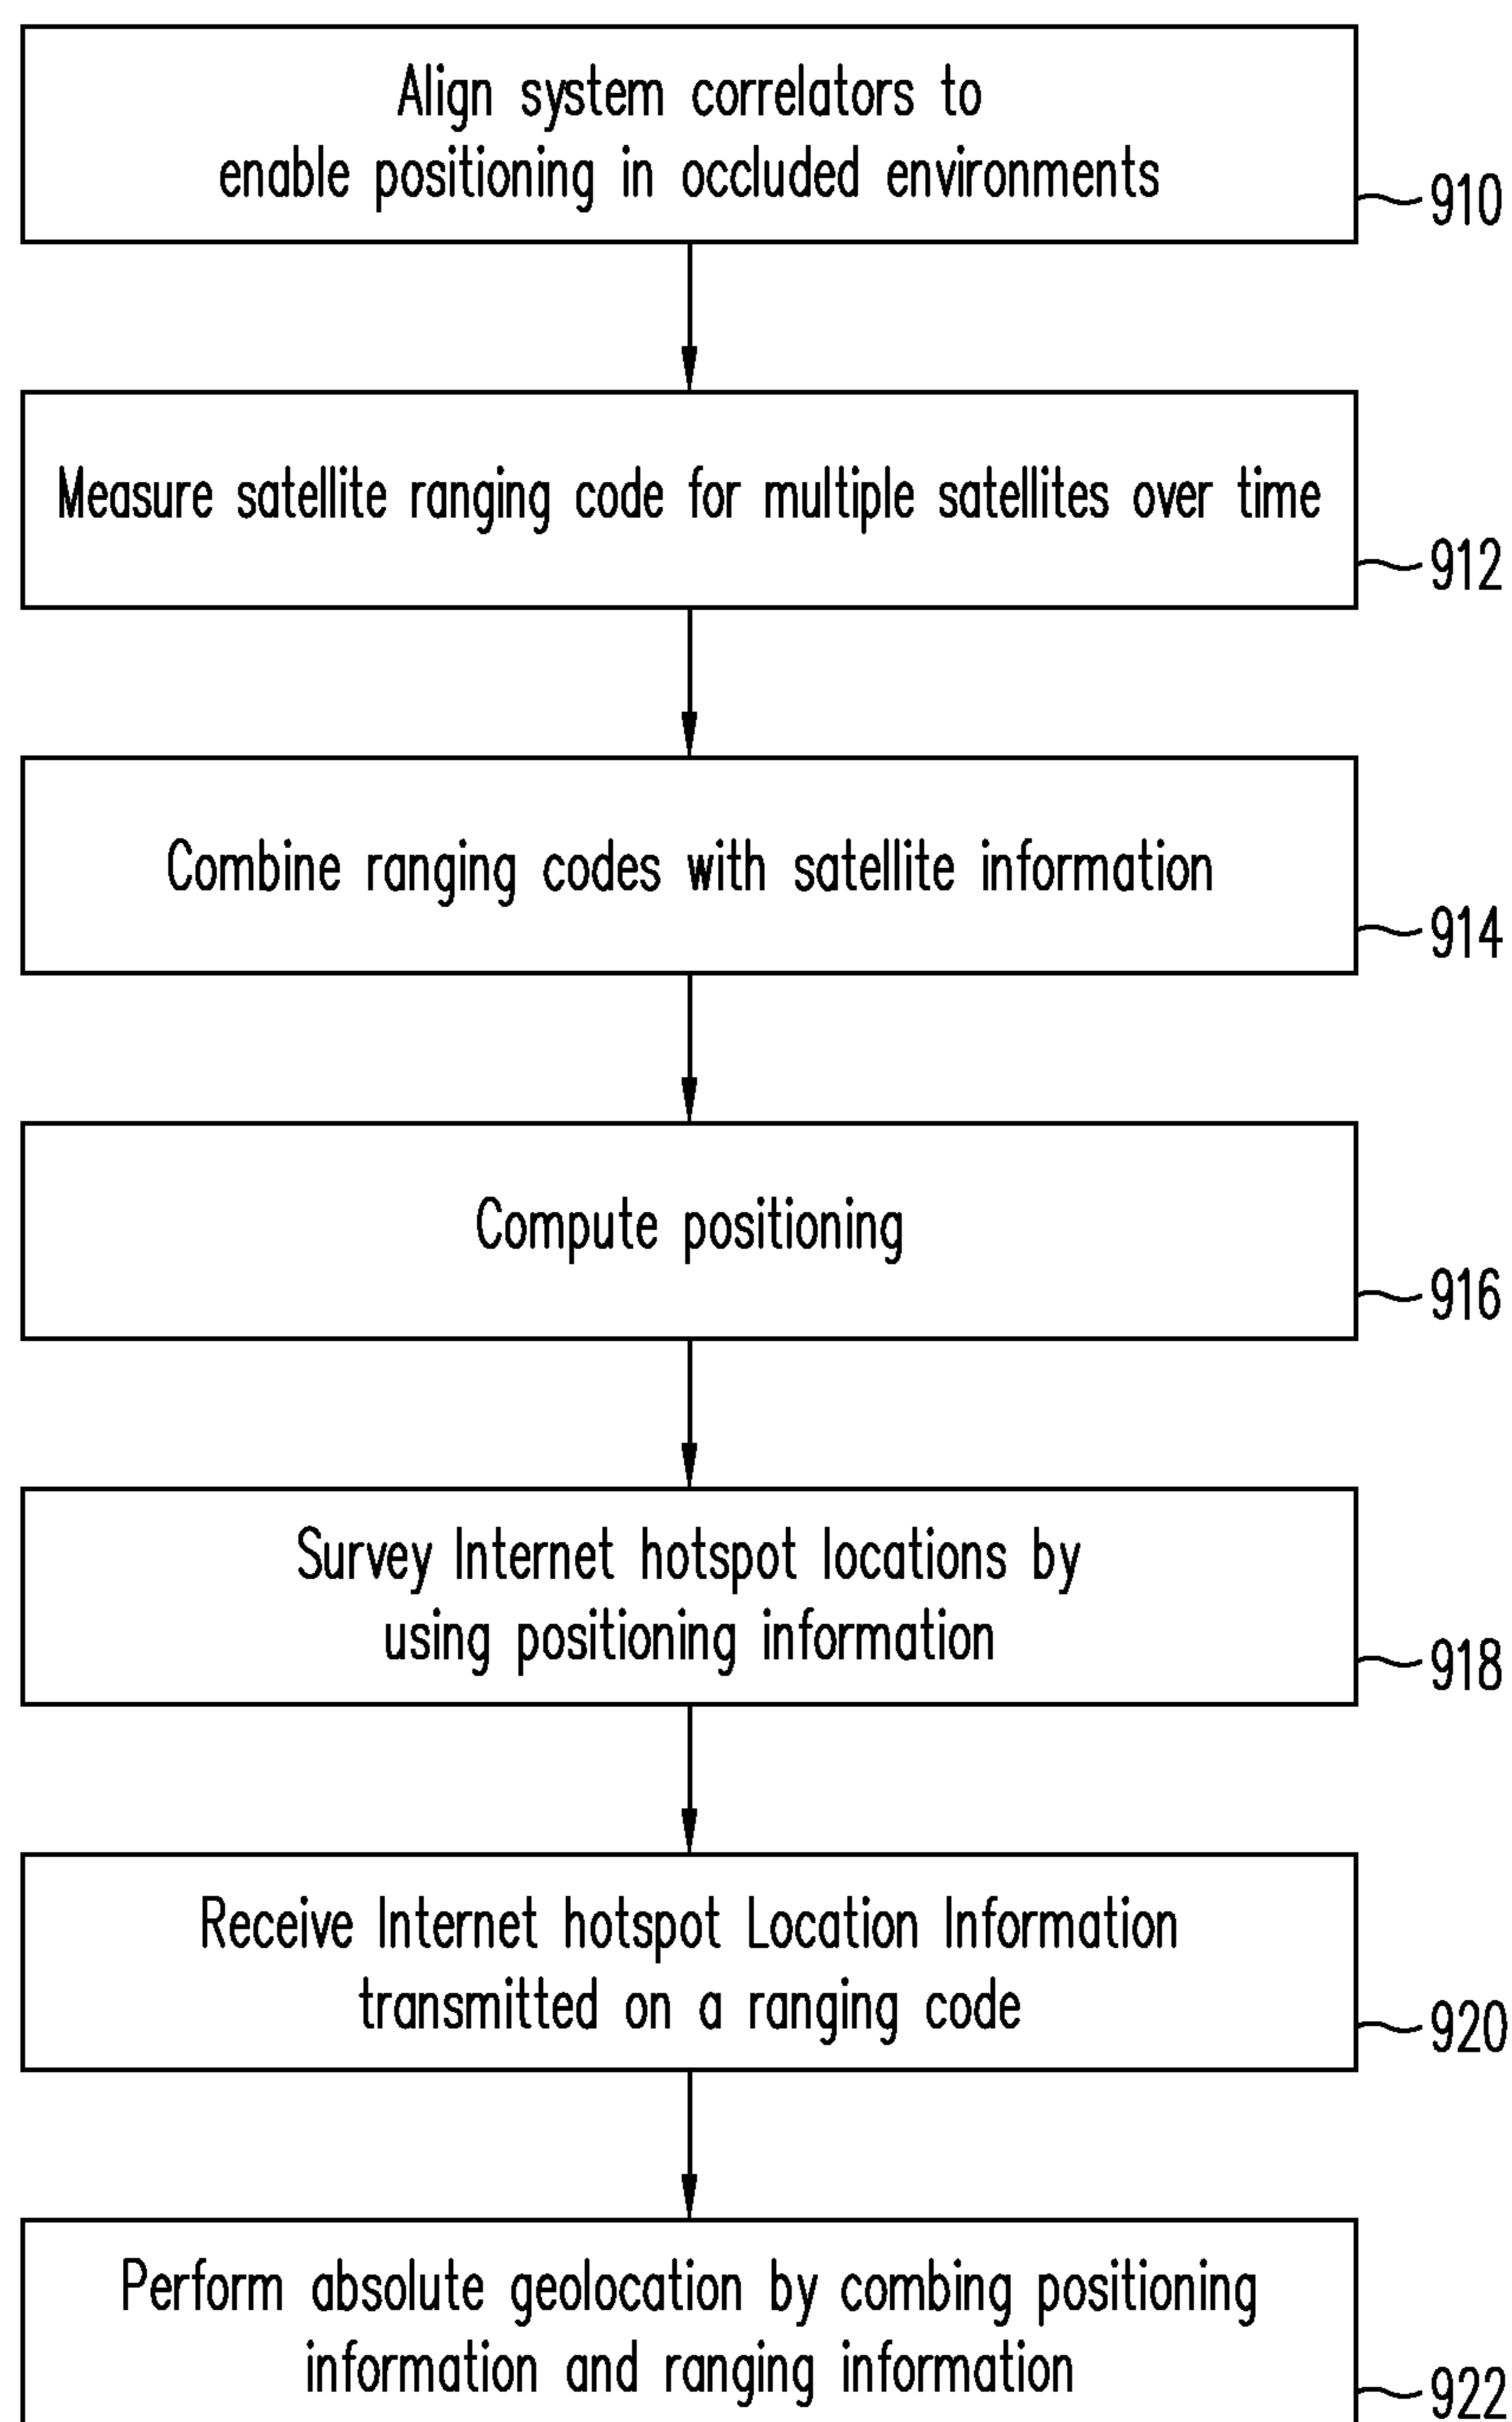 Align system correlators to
enable positioning in occluded environments
910
Measure satellite ranging code for multiple satellites over time
912
Combine ranging codes with satellite information
914
Compute positioning
916
Survey Internet hotspot locations by
using positioning information
918
Receive Internet hotspot Location Information
transmitted on a ranging code
920
Perform absolute geolocation by combing positioning
information and ranging information
922